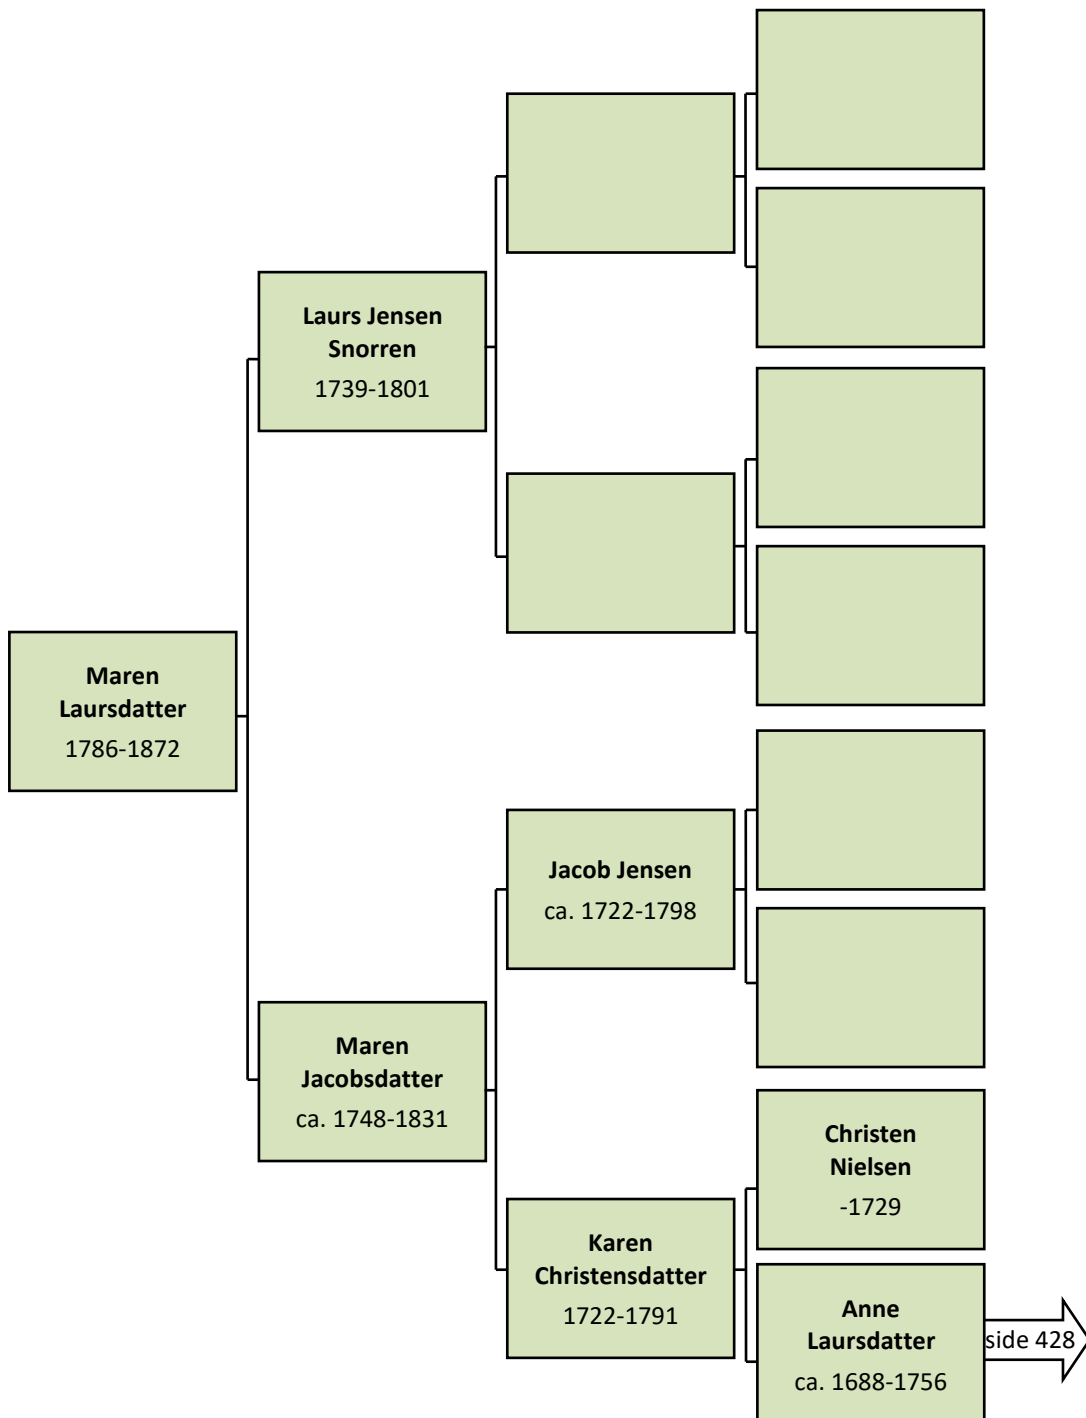 Laurs Jensen
Snorren
1739-1801
Maren
Laursdatter
1786-1872
Jacob Jensen
ca. 1722-1798
Maren
Jacobsdatter
ca. 1748-1831
Christen
Nielsen
-1729
Karen
Christensdatter
1722-1791
Anne
Laursdatter
ca. 1688-1756
side 428